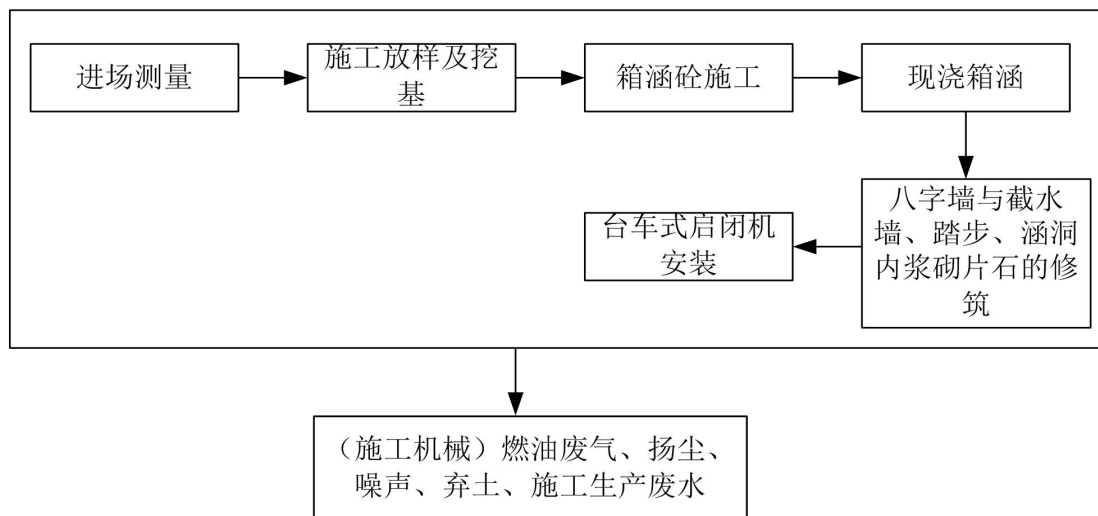 进场测量
施工放样及挖
基
箱涵砼施工
现浇箱涵
八字墙与截水
墙、踏步、涵洞
内浆砌片石的修
筑
台车式启闭机
安装
（施工机械）燃油废气、扬尘、
噪声、弃土、施工生产废水